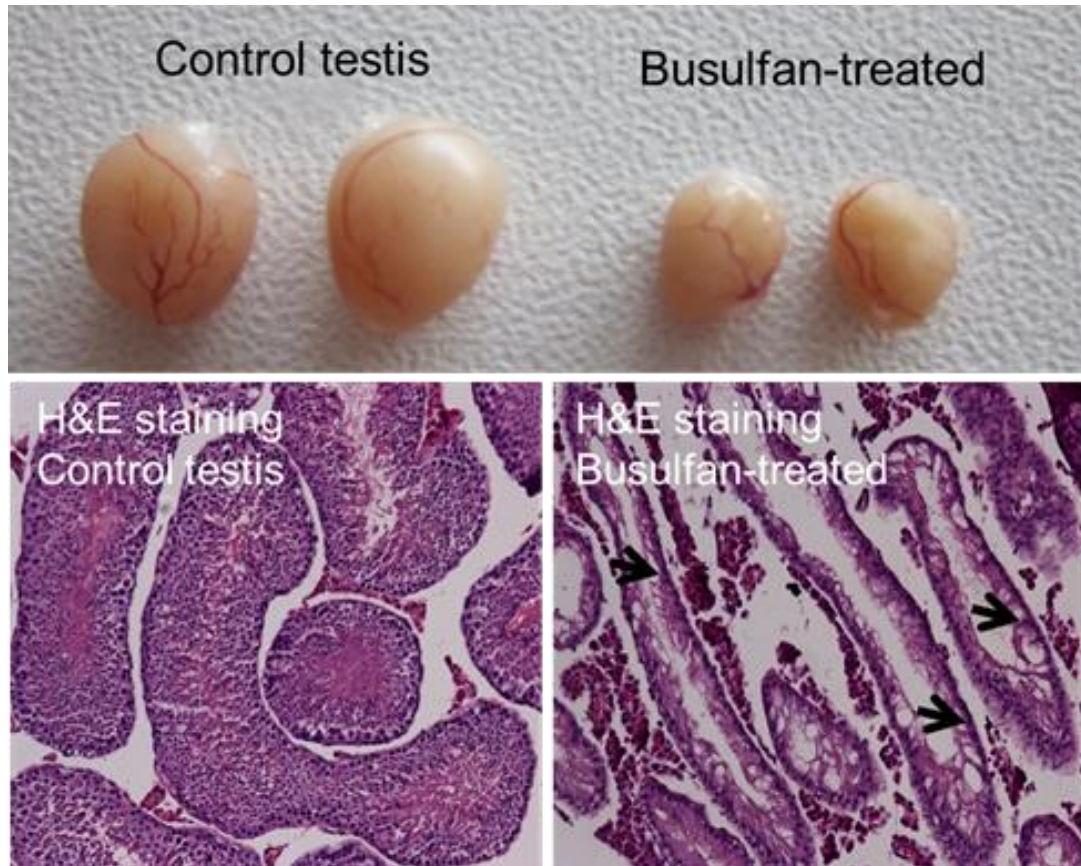 Control testis
Busulfan-treated
H&E staining
Control testis
H&E staining
Busulfan-treated